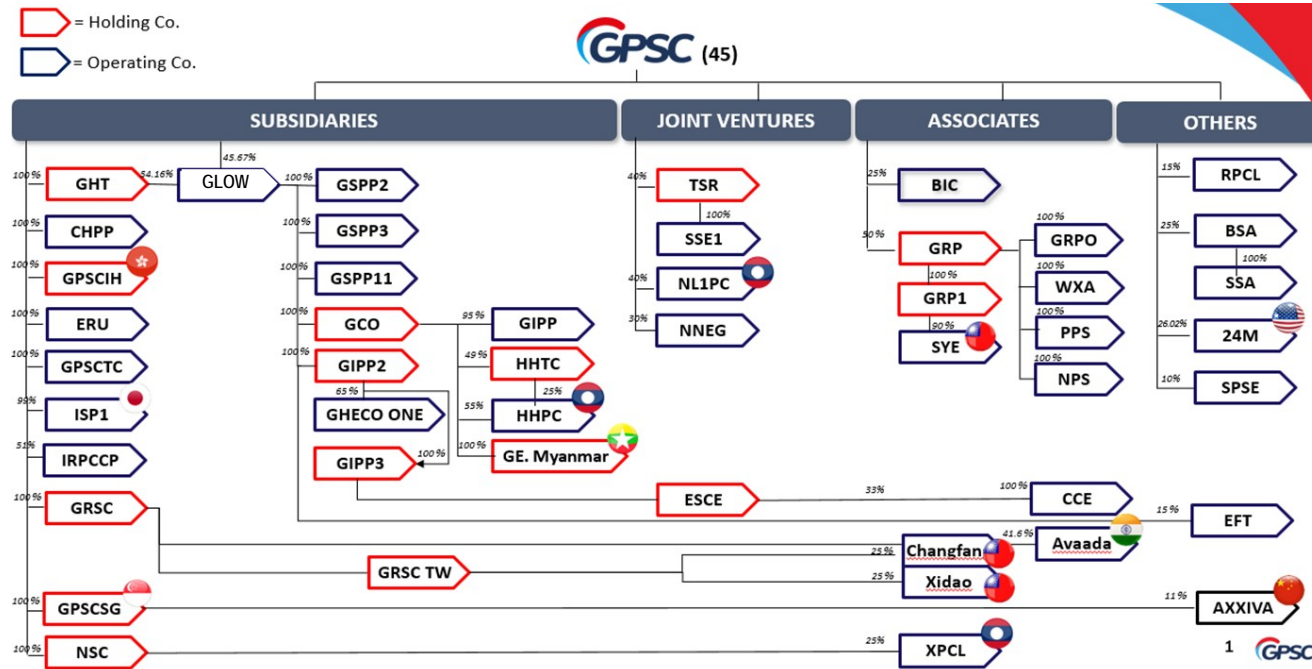 = Holding Co.
= Operating Co.
GPSC (45)
SUBSIDIARIES
JOINT VENTURES
ASSOCIATES
OTHERS
45.67%
100% GHT 54.16% GLOW 100% GSPP2
40% TSR
25% BIC
15% RPCL
100% CHPP
100% GSPP3
100%
SSE1
50% GRP
100%
GRPO
25% BSA
100% GPSCIH
100% GSPP11
40% NL1PC
100%
GRP1
100%
WXA
100%
SSA
100% ERU
100% GCO
95% GIPP
30% NNEG
90%
SYE
100%
PPS
26.02% 24M
100% GPSCTC
100% GIPP2
49% HHTC
100%
NPS
10% SPSE
99% ISP1
65%
GHECO ONE
25%
55% HHPC
51% IRPCCP
GIPP3 100%
100% GE. Myanmar
100% GRSC
ESCE 33% 100% CCE
15% EFT
25% Changfan 41.6% Avaada
GRSC TW
25% Xidao
100% GPSCSG
11% AXXIVA
100% NSC
25% XPCL
1 GPSC